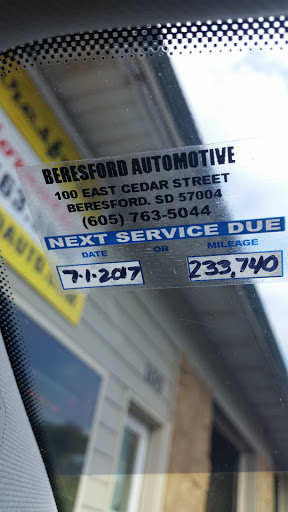 BERESFORD AUTOMOTIVE
100 EAST CEDAR STREET
BERESFORD. SD 57004
(605) 763-5044
NEXT SERVICE DUE
DATE OR MILEAGE
7-1-2017 233,740